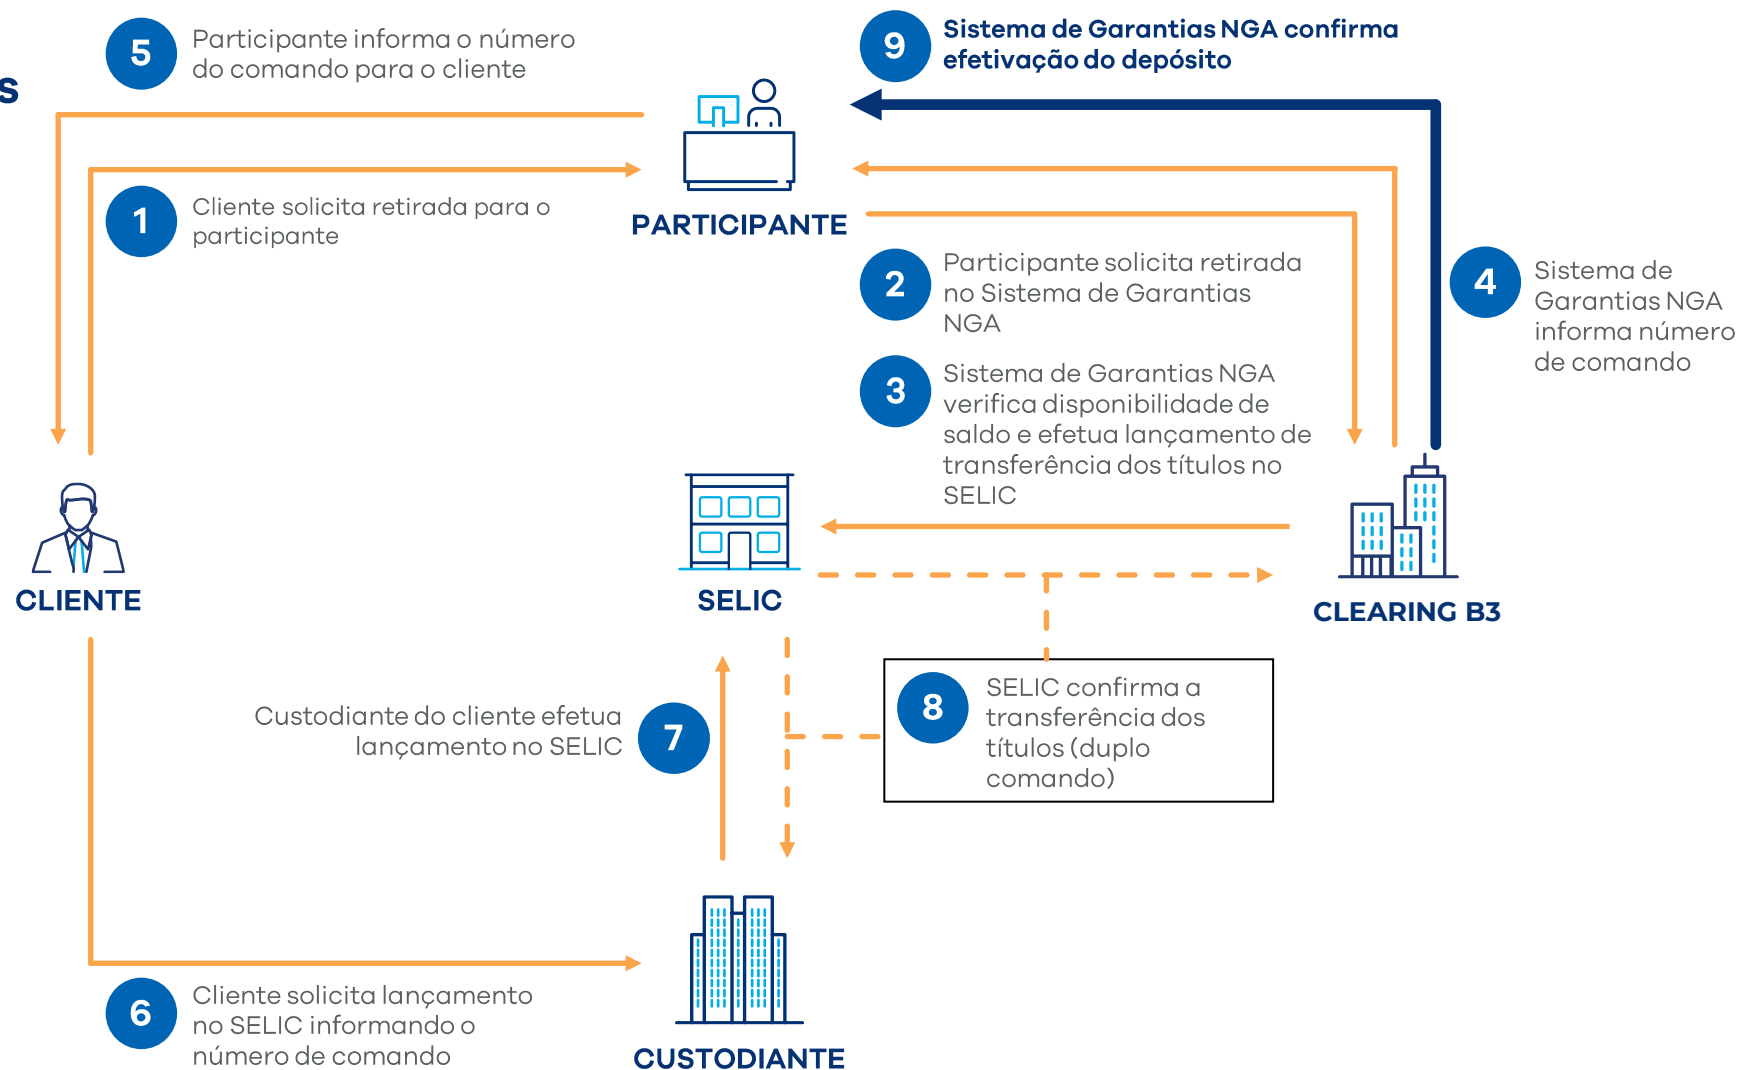 5
Participante informa o número
do comando para o cliente
9
Sistema de Garantias NGA confirma
efetivação do depósito
s
1
Cliente solicita retirada para o
participante
PARTICIPANTE
2
Participante solicita retirada
no Sistema de Garantias
NGA
4
Sistema de
Garantias NGA
informa número
de comando
3
Sistema de Garantias NGA
verifica disponibilidade de
saldo e efetua lançamento de
transferência dos títulos no
SELIC
CLIENTE
SELIC
CLEARING B3
Custodiante do cliente efetua
lançamento no SELIC
7
8
SELIC confirma a
transferência dos
títulos (duplo
comando)
6
Cliente solicita lançamento
no SELIC informando o
número de comando
CUSTODIANTE